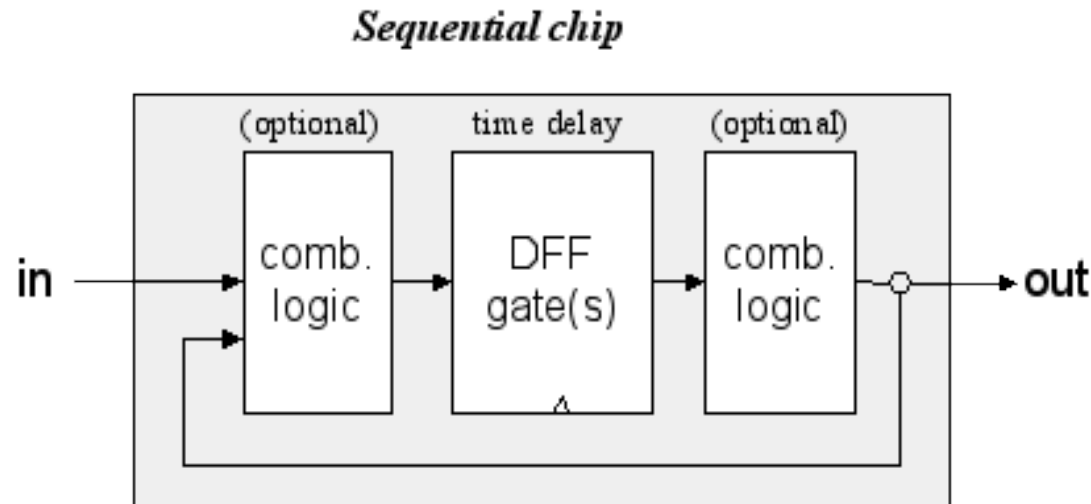 Sequential chip
(optional)
time delay
(optional)
in
comb.
logic
DFF
gate(s)
comb.
logic
out